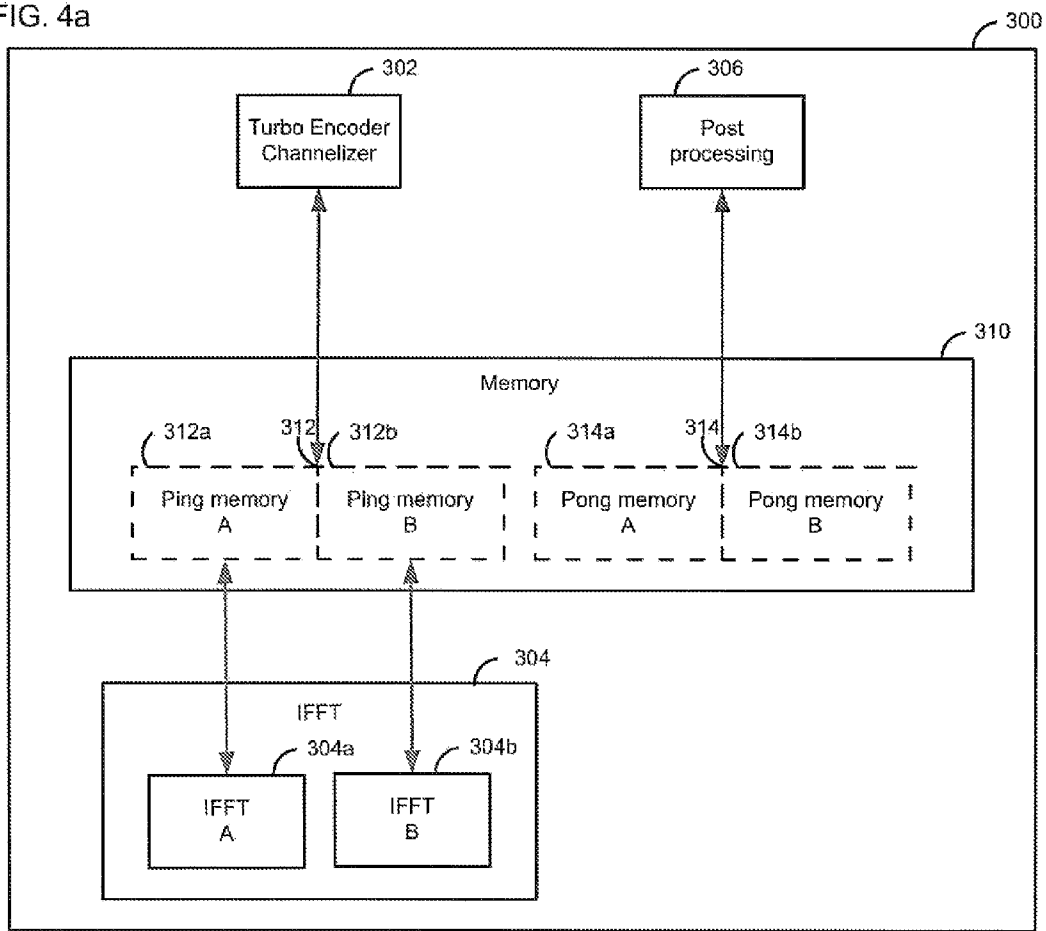 FIG. 4a
300
302
306
Turbo Encoder
Channelizer
Post
processing
310
Memory
312a
312
312b
314a
314
314b
Ping memory
A
Ping memory
B
Pong memory
A
Pong memory
B
304
IFFT
304a
304b
IFFT
A
IFFT
B